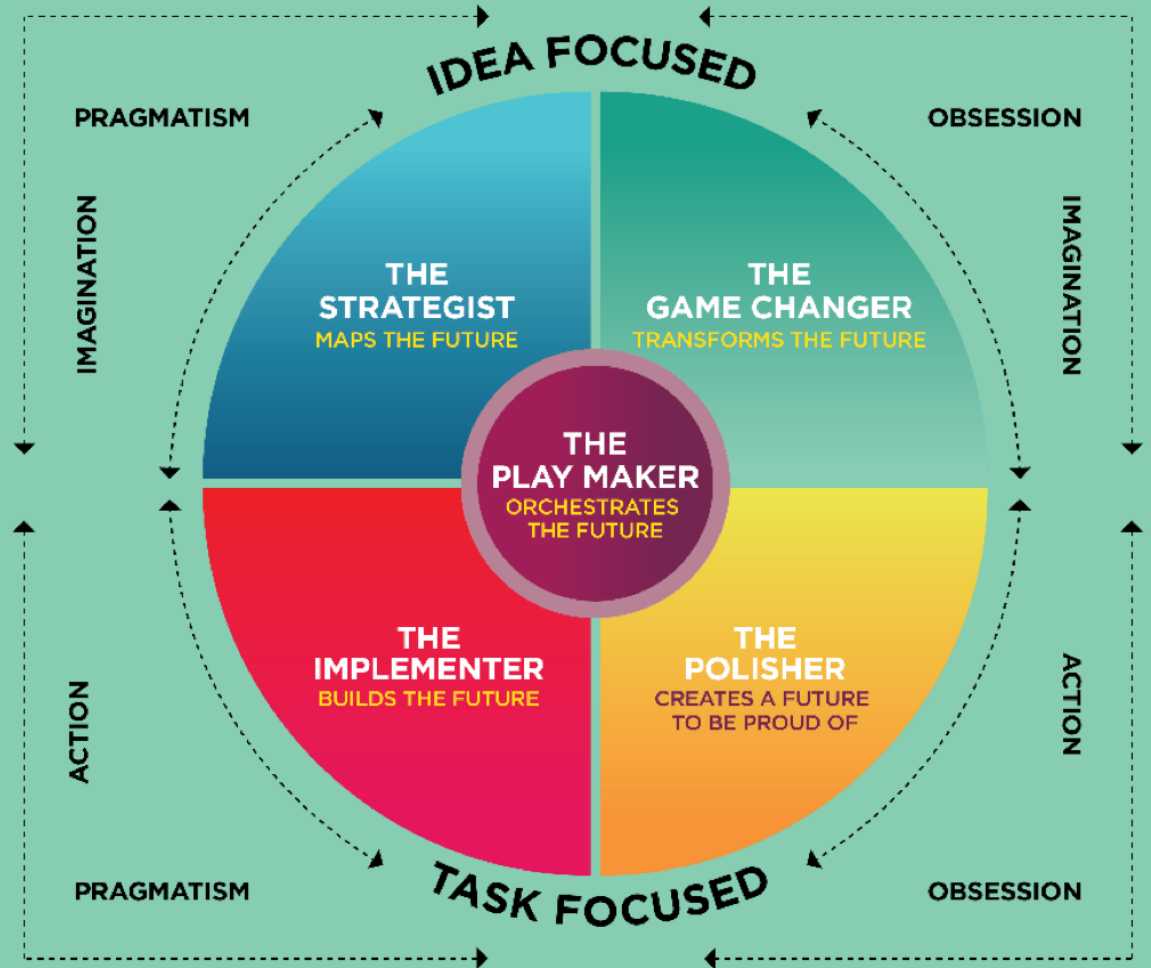 IDEA FOCUSED
PRAGMATISM
OBSESSION
IMAGINATION
IMAGINATION
THE
STRATEGIST
MAPS THE FUTURE
THE
GAME CHANGER
TRANSFORMS THE FUTURE
THE
PLAY MAKER
ORCHESTRATES
THE FUTURE
THE
IMPLEMENTER
BUILDS THE FUTURE
THE
POLISHER
CREATES A FUTURE
TO BE PROUD OF
ACTION
ACTION
PRAGMATISM
OBSESSION
TASK FOCUSED